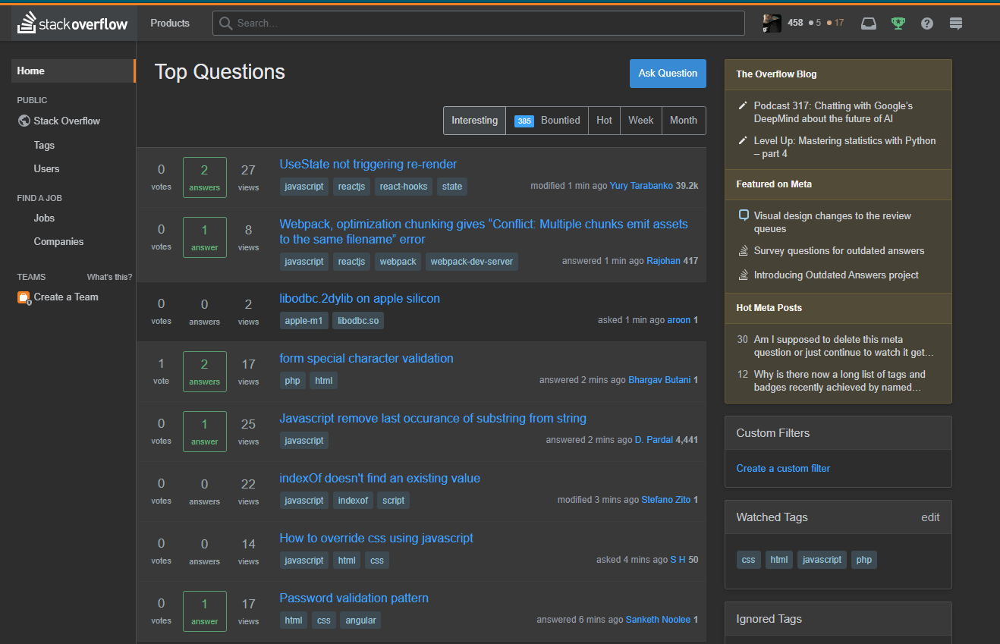 stackoverflow Products Search... 458 5 17
Home
PUBLIC
Stack Overflow
Tags
Users
FIND A JOB
Jobs
Companies
TEAMS What's this?
Create a Team
Top Questions
Ask Question
Interesting 385 Bountied Hot Week Month
0 votes 2 answers 27 views
UseState not triggering re-render
javascript reactjs react-hooks state
modified 1 min ago Yury Tarabanko 39.2k
0 votes 1 answer 8 views
Webpack, optimization chunking gives “Conflict: Multiple chunks emit assets
to the same filename” error
javascript reactjs webpack webpack-dev-server
answered 1 min ago Rajohan 417
0 votes 0 answers 2 views
libodbc.2dylib on apple silicon
apple-m1 libodbc.so
asked 1 min ago aroon 1
1 vote 2 answers 17 views
form special character validation
php html
answered 2 mins ago Bhargav Butani 1
0 votes 1 answer 25 views
Javascript remove last occurance of substring from string
javascript
answered 2 mins ago D. Pardal 4,441
0 votes 0 answers 22 views
indexOf doesn't find an existing value
javascript indexof script
modified 3 mins ago Stefano Zito 1
0 votes 0 answers 14 views
How to override css using javascript
javascript html css
asked 4 mins ago S H 50
0 votes 1 answer 17 views
Password validation pattern
html css angular
answered 6 mins ago Sanketh Noolee 1
The Overflow Blog
Podcast 317: Chatting with Google’s
DeepMind about the future of AI
Level Up: Mastering statistics with Python
– part 4
Featured on Meta
Visual design changes to the review
queues
Survey questions for outdated answers
Introducing Outdated Answers project
Hot Meta Posts
30 Am I supposed to delete this meta
question or just continue to watch it get…
12 Why is there now a long list of tags and
badges recently achieved by named…
Custom Filters
Create a custom filter
Watched Tags edit
css html javascript php
Ignored Tags